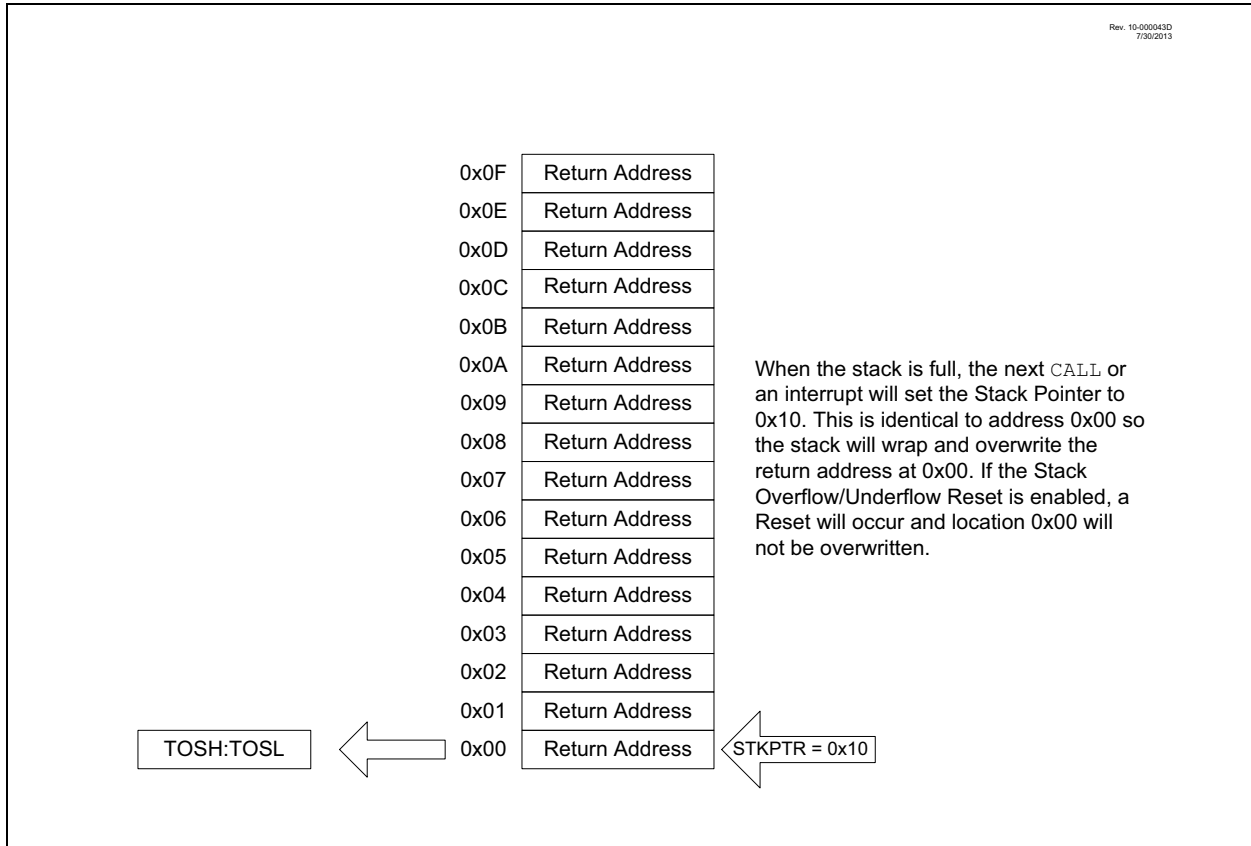 Rev. 10-000043D
7/30/2013
0x0F Return Address
0x0E Return Address
0x0D Return Address
0x0C Return Address
0x0B Return Address
0x0A Return Address
0x09 Return Address
0x08 Return Address
0x07 Return Address
0x06 Return Address
0x05 Return Address
0x04 Return Address
0x03 Return Address
0x02 Return Address
0x01 Return Address
TOSH:TOSL 0x00 Return Address STKPTR = 0x10
When the stack is full, the next CALL or
an interrupt will set the Stack Pointer to
0x10. This is identical to address 0x00 so
the stack will wrap and overwrite the
return address at 0x00. If the Stack
Overflow/Underflow Reset is enabled, a
Reset will occur and location 0x00 will
not be overwritten.